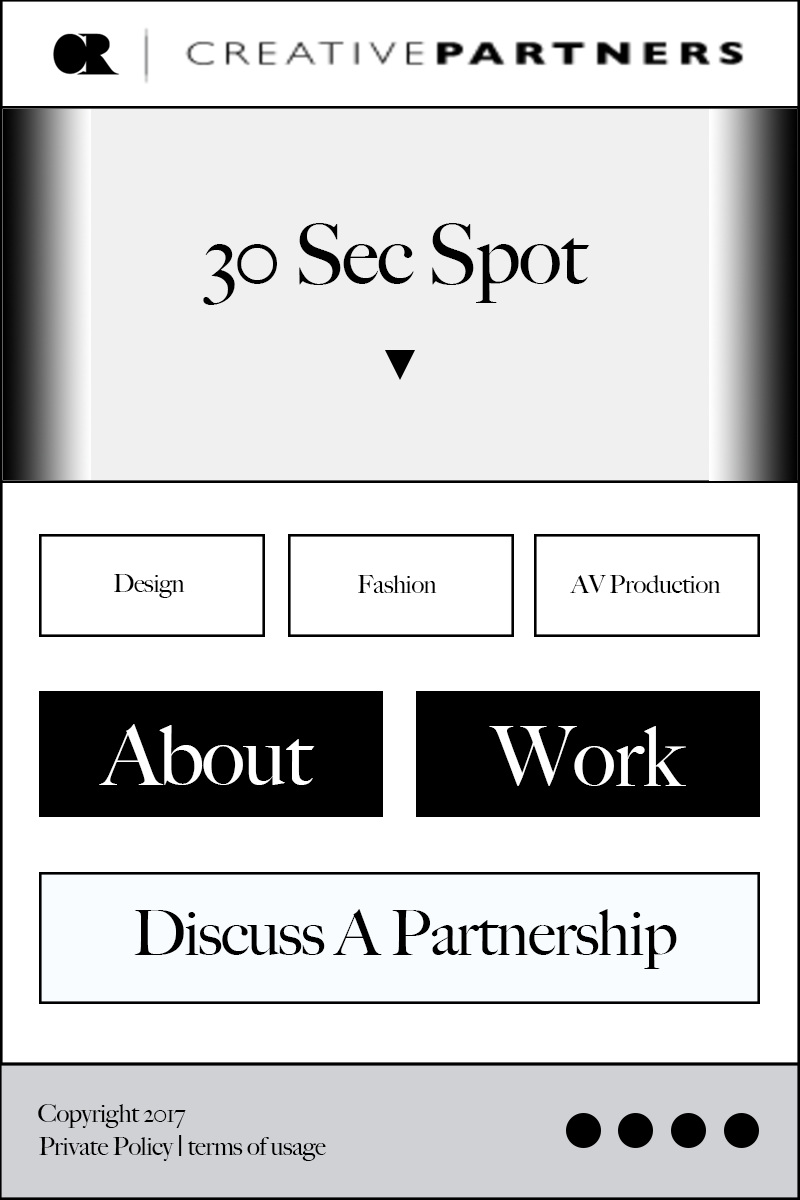 CR | CREATIVEPARTNERS
30 Sec Spot
Design
Fashion
AV Production
About
Work
Discuss A Partnership
Copyright 2017
Private Policy | terms of usage